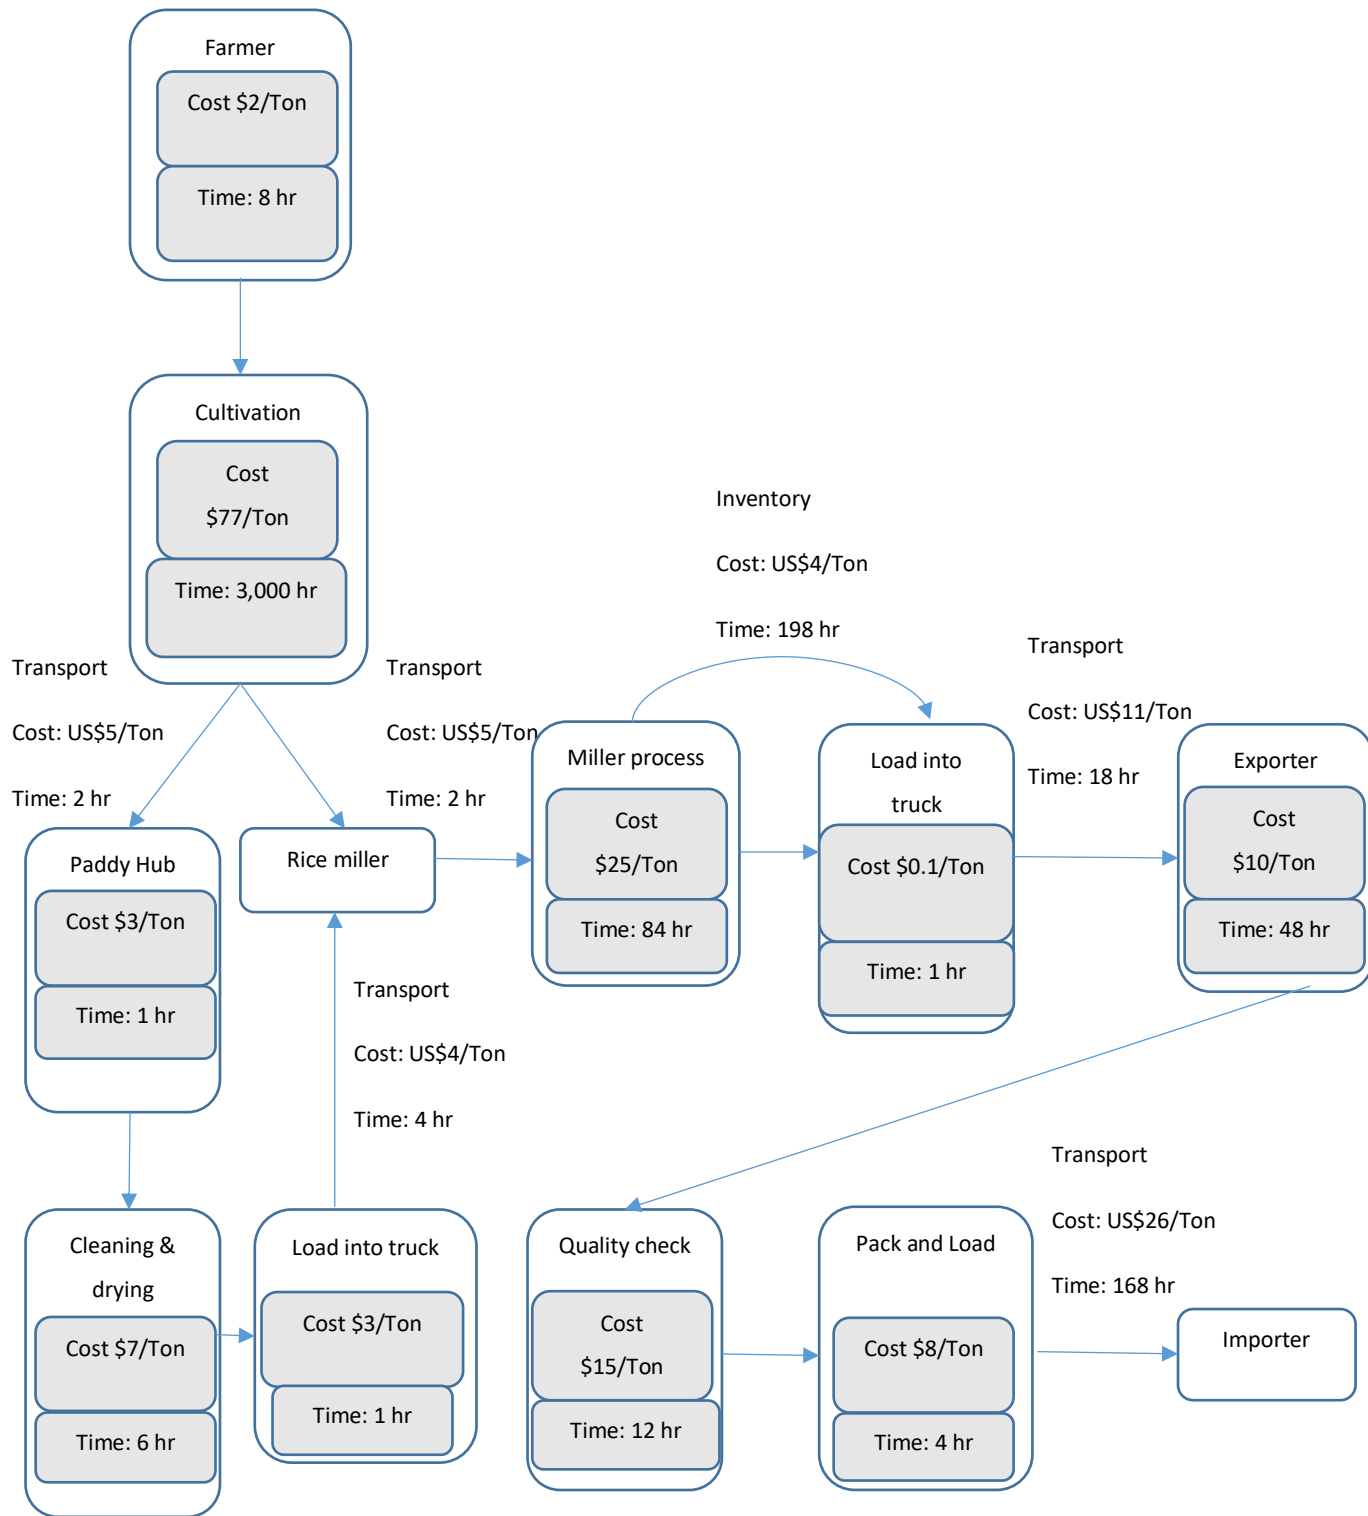 Farmer
Cost $2/Ton
Time: 8 hr
Cultivation
Cost
$77/Ton
Time: 3,000 hr
Transport
Cost: US$5/Ton
Time: 2 hr
Transport
Cost: US$5/Ton
Time: 2 hr
Paddy Hub
Cost $3/Ton
Time: 1 hr
Rice miller
Miller process
Cost
$25/Ton
Time: 84 hr
Inventory
Cost: US$4/Ton
Time: 198 hr
Load into
truck
Cost $0.1/Ton
Time: 1 hr
Transport
Cost: US$11/Ton
Time: 18 hr
Exporter
Cost
$10/Ton
Time: 48 hr
Transport
Cost: US$4/Ton
Time: 4 hr
Cleaning &
drying
Cost $7/Ton
Time: 6 hr
Load into truck
Cost $3/Ton
Time: 1 hr
Quality check
Cost
$15/Ton
Time: 12 hr
Pack and Load
Cost $8/Ton
Time: 4 hr
Transport
Cost: US$26/Ton
Time: 168 hr
Importer